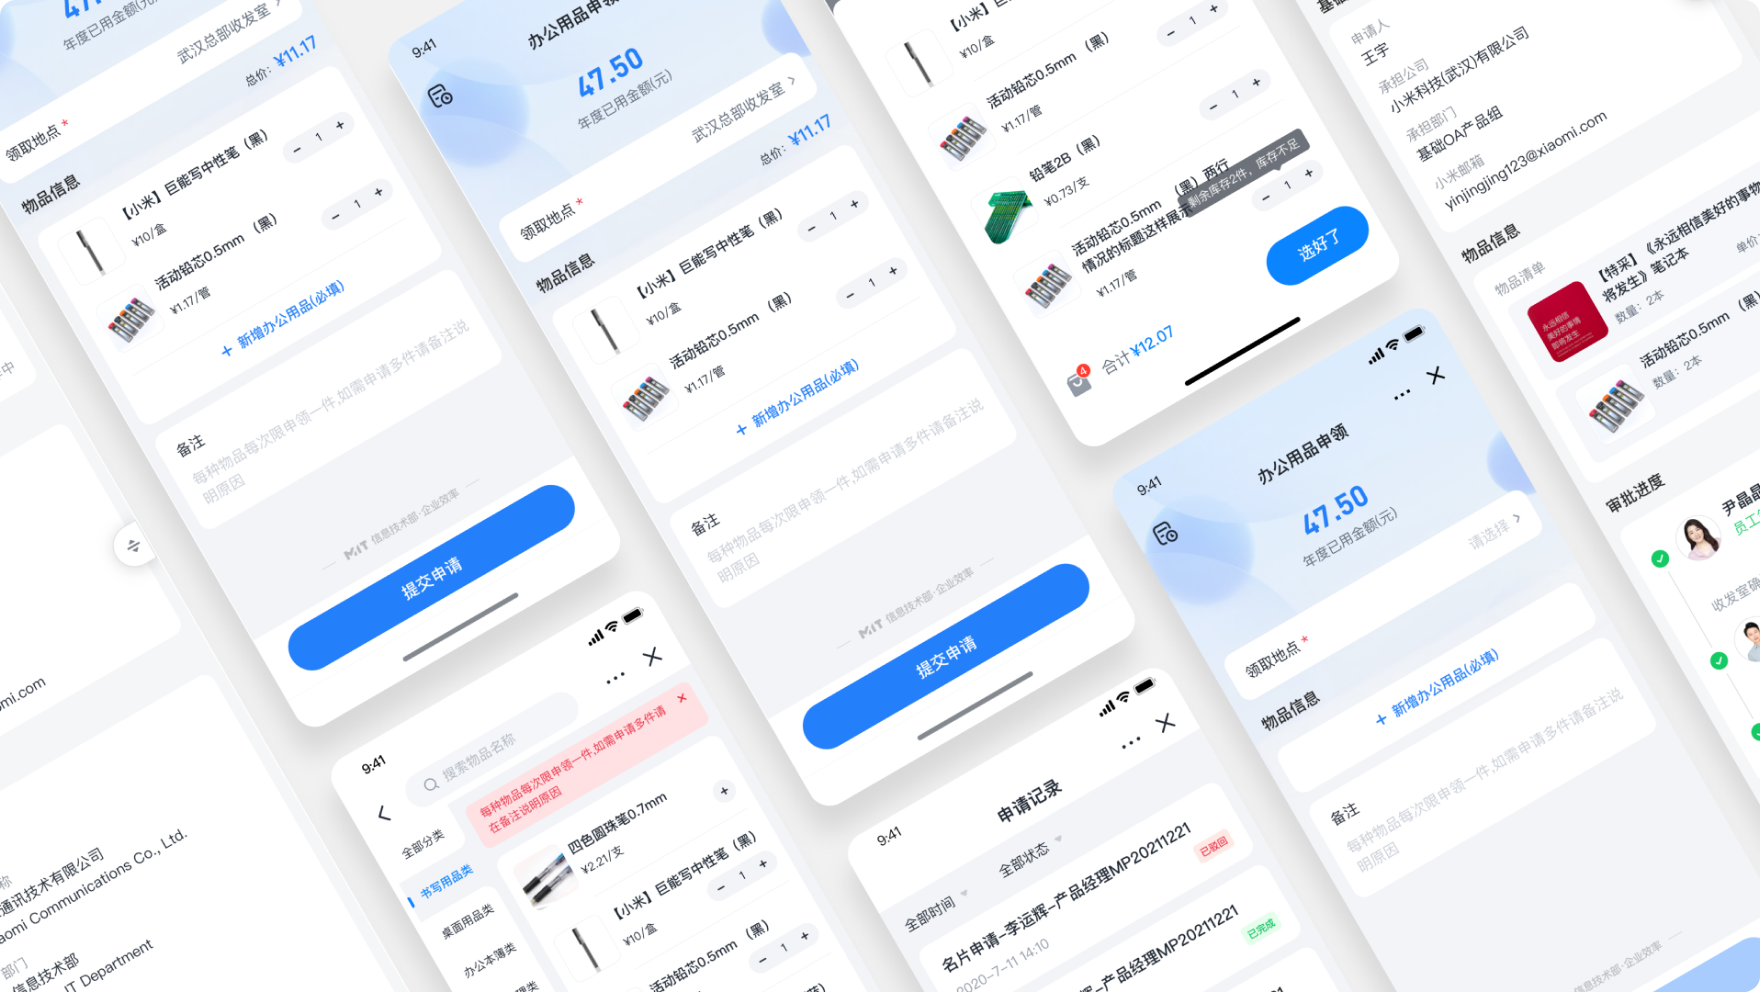 47.
年度已用金额(元)
武汉总部收发室
领取地点 *
总价: ¥11.17
物品信息
【小米】巨能写中性笔（黑）
¥10/盒
1
活动铅芯0.5mm （黑）
¥1.17/管
1
+ 新增办公用品(必填)
备注
每种物品每次限申领一件,如需申请多件请备注说
明原因
MIT 信息技术部·企业效率
提交申请
9:41
办公用品申领
47.50
年度已用金额(元)
武汉总部收发室
领取地点 *
总价: ¥11.17
物品信息
【小米】巨能写中性笔（黑）
¥10/盒
1
活动铅芯0.5mm （黑）
¥1.17/管
1
+ 新增办公用品(必填)
备注
每种物品每次限申领一件,如需申请多件请备注说
明原因
MIT 信息技术部·企业效率
提交申请
【小米】
¥10/盒
1
活动铅芯0.5mm （黑）
¥1.17/管
1
铅笔2B（黑）
¥0.73/支
剩余库存2件，库存不足
1
活动铅芯0.5mm （黑）两行
情况的标题这样展示
¥1.17/管
选好了
4
合计 ¥12.07
申请人
王宇
承担公司
小米科技(武汉)有限公司
承担部门
基础OA产品组
小米邮箱
yinjingjing123@xiaomi.com
物品信息
物品清单
单价
【特采】《永远相信美好的事物
将发生》笔记本
数量：2本
永远相信
美好的事情
即将发生
活动铅芯0.5mm （黑）
数量：2本
审批进度
尹晶晶
员工
收发室确
9:41
办公用品申领
47.50
年度已用金额(元)
请选择
领取地点 *
物品信息
+ 新增办公用品(必填)
备注
每种物品每次限申领一件,如需申请多件请备注说
明原因
信息技术部·企业效率
9:41
搜索物品名称
每种物品每次限申领一件,如需申请多件请
在备注说明原因
全部分类
书写用品类
桌面用品类
办公本簿类
四色圆珠笔0.7mm
¥2.21/支
【小米】巨能写中性笔（黑）
¥10/盒
1
活动铅芯0.5mm （黑）
1
9:41
申请记录
全部时间
全部状态
名片申请-李运辉-产品经理MP20211221
已驳回
2020-7-11 14:10
辉-产品经理MP20211221
已完成
中
aomi.com
称
通讯技术有限公司
aomi Communications Co., Ltd.
部门
信息技术部
IT Department